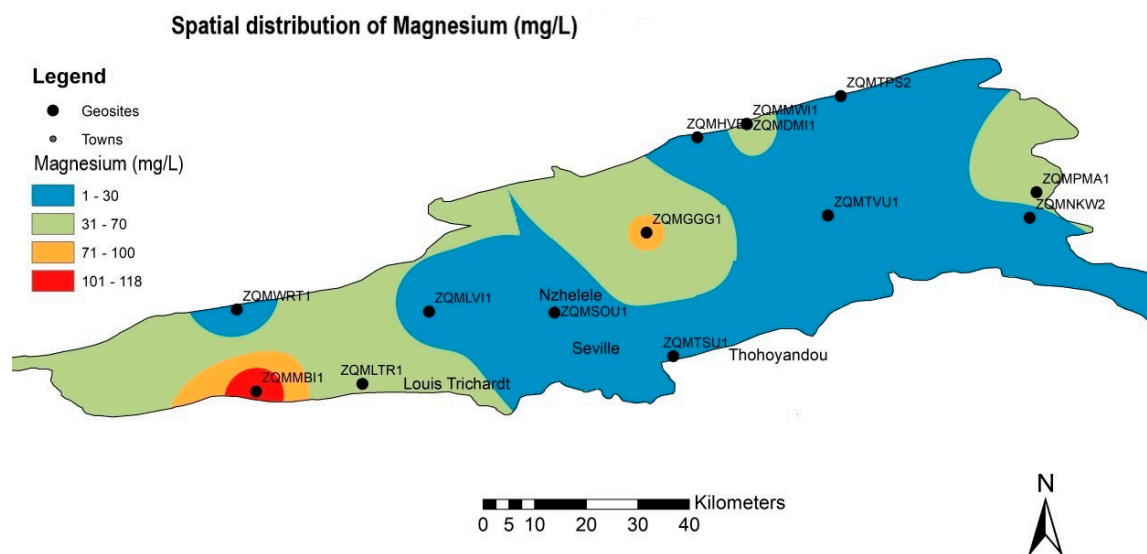 Spatial distribution of Magnesium (mg/L)
Legend
Geosites
Towns
Magnesium (mg/L)
1 - 30
31 - 70
71 - 100
101 - 118
ZQMTPS2
ZQMMWI1
ZQMDMI1
ZQMPMA1
ZQMNKW2
ZQMTVU1
ZQMGGG1
ZQMWRT1
ZQMLVI1
Nzhelele
ZQMSOU1
Seville
ZQMTSU1
Thohoyandou
ZQMMBI1
ZQMLTR1
Louis Trichardt
N
Kilometers
0 5 10 20 30 40